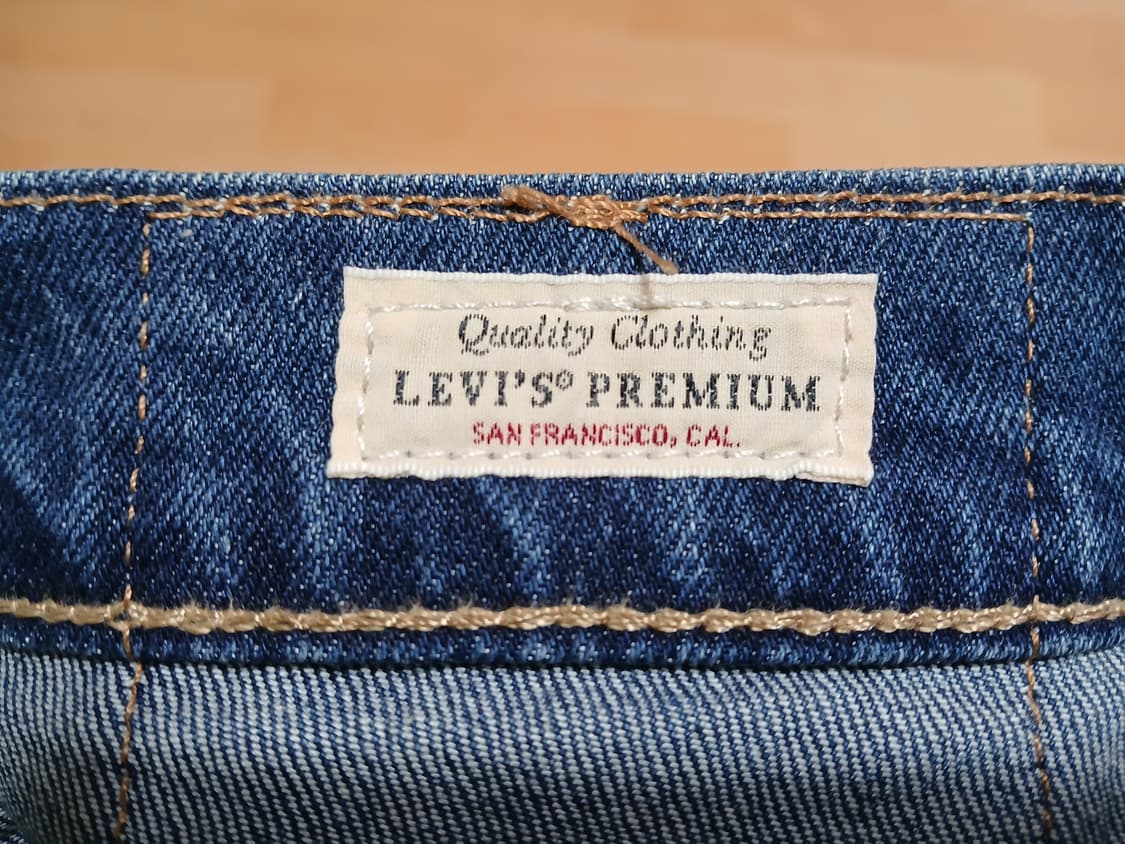 Quality Clothing
LEVI'S® PREMIUM
SAN FRANCISCO, CAL.